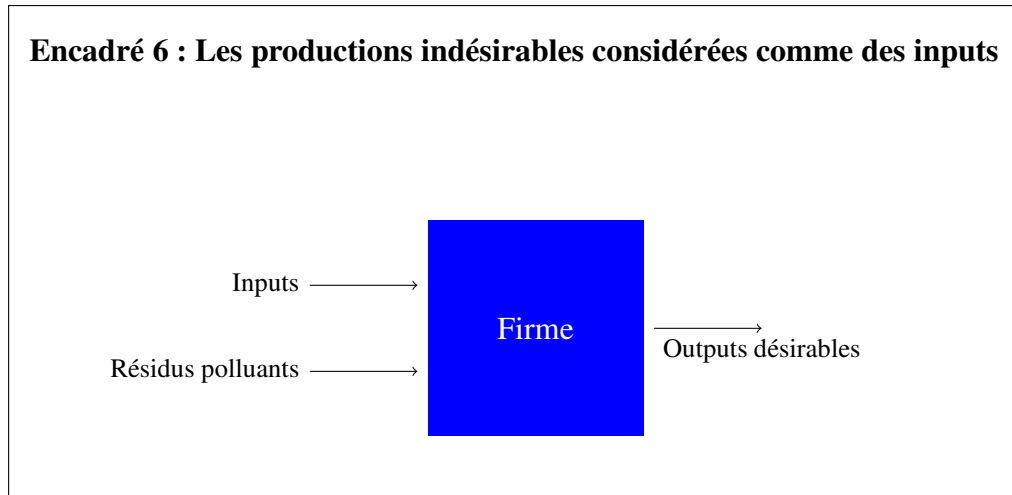 Encadré 6 : Les productions indésirables considérées comme des inputs
Inputs
Firme
Outputs désirables
Résidus polluants